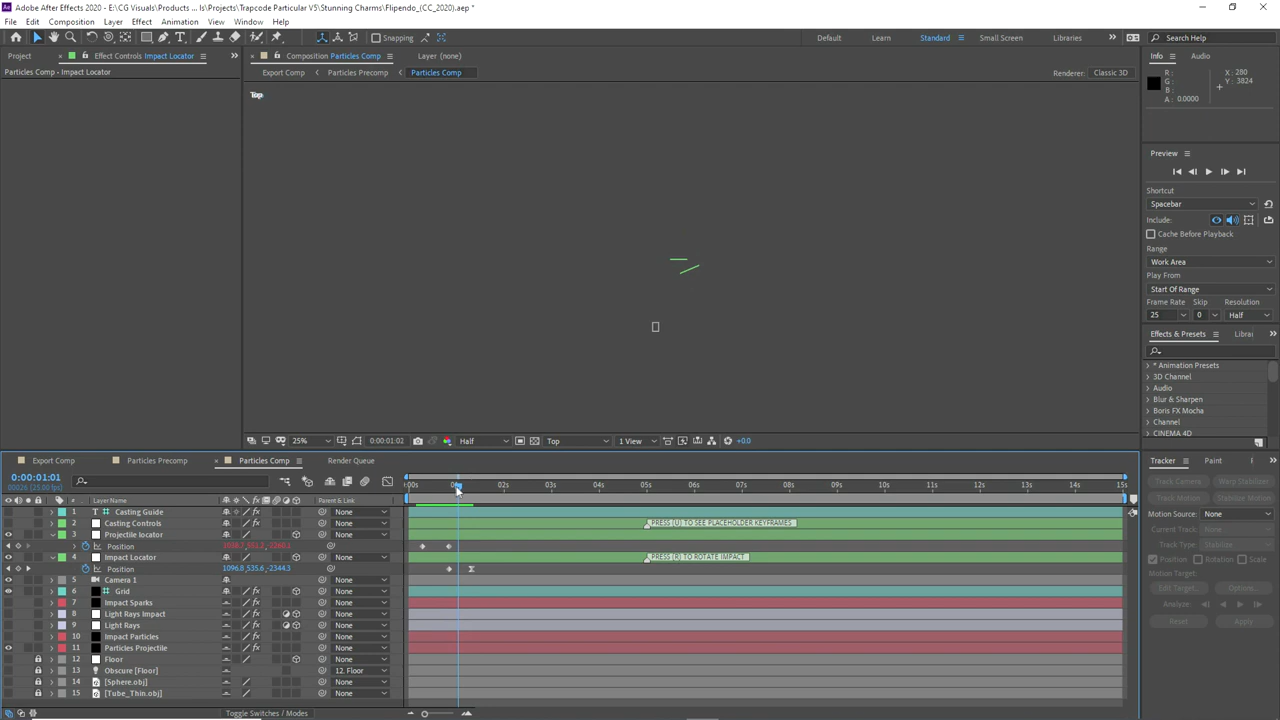 Adobe After Effects 2020 - E:\CG Visuals\Products ... ls\Projects\Trapcode Particular V5\Stunning Charms\Flipendo_(CC_2020).aep *
File Edit Composition Layer Effect Animation View Window Help
Snapping
Default Learn Standard Small Screen Libraries Search Help
Project Effect Controls Impact Locator
Composition Particles Comp Layer (none)
Info Audio
Particles Comp - Impact Locator
Export Comp Particles Precomp Particles Comp
Renderer: Classic 3D
R: X: 280
G: Y: 3824
B:
A: 0.0000
Top
Preview
Shortcut
Spacebar
Include:
Cache Before Playback
Range
Work Area
Play From
Start Of Range
Frame Rate Skip Resolution
25 0 Half
Effects & Presets Librar
* Animation Presets
3D Channel
Audio
Blur & Sharpen
Boris FX Mocha
Channel
CINEMA 4D
25% 0:00:01:02 Half Top 1 View +0.0
Export Comp Particles Precomp Particles Comp Render Queue
Tracker Paint
0:00:01:01
00026 (25.00 fps)
02s 03s 04s 05s 06s 07s 08s 09s 10s 11s 12s 13s 14s 15s
# Layer Name Parent & Link
1 T Casting Guide None
2 Casting Controls None PRESS [U] TO SEE PLACEHOLDER KEYFRAMES
3 Projectile locator None
Position
4 Impact Locator None PRESS [R] TO ROTATE IMPACT
Position 1096.8,535.6,-2344.3
5 Camera 1 None
6 Grid None
7 Impact Sparks None
8 Light Rays Impact None
9 Light Rays None
10 Impact Particles None
11 Particles Projectile None
12 Floor None
13 Obscure [Floor] 12. Floor
14 [Sphere.obj] None
15 [Tube_Thin.obj] None
Toggle Switches / Modes
Track Camera Warp Stabilizer
Track Motion Stabilize Motion
Motion Source: None
Current Track: None
Track Type: Stabilize
Position Rotation Scale
Motion Target:
Edit Target... Options...
Analyze:
Reset Apply